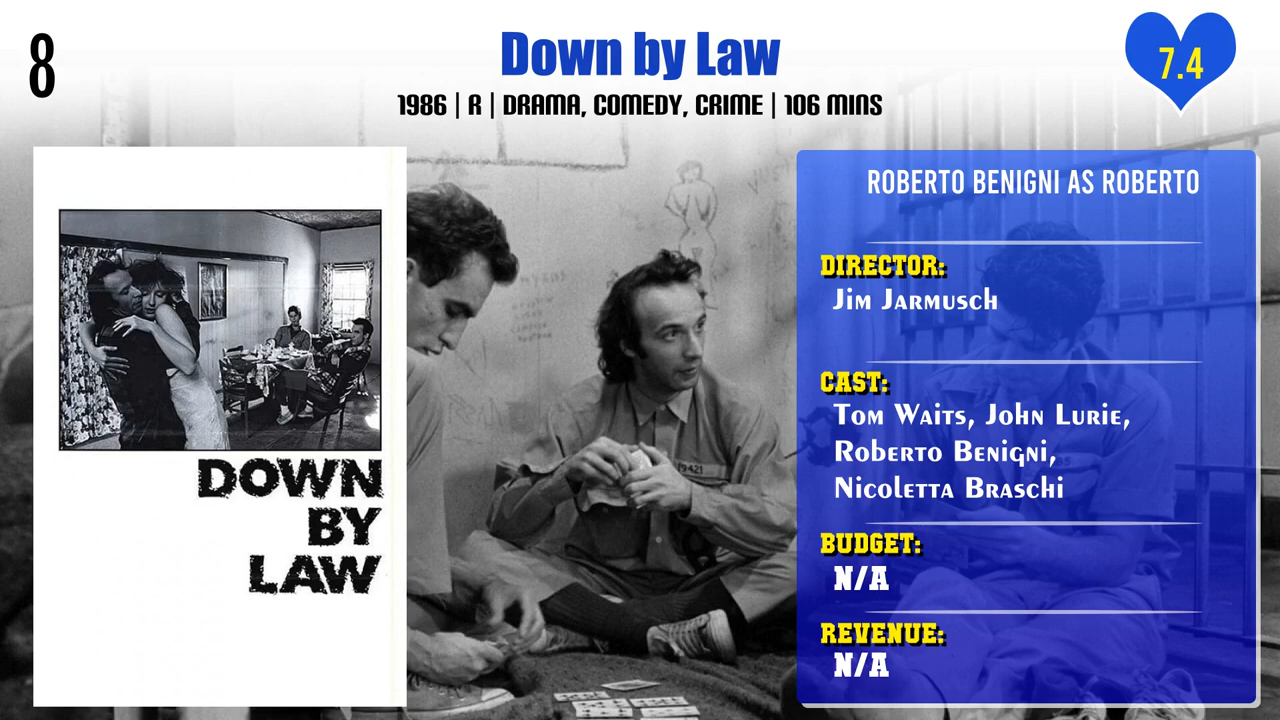 8
Down by Law
7.4
1986 | R | DRAMA, COMEDY, CRIME | 106 MINS
DOWN
BY
LAW
19421
ROBERTO BENIGNI AS ROBERTO
DIRECTOR:
Jim Jarmusch
CAST:
Tom Waits, John Lurie,
Roberto Benigni,
Nicoletta Braschi
BUDGET:
N/A
REVENUE:
N/A